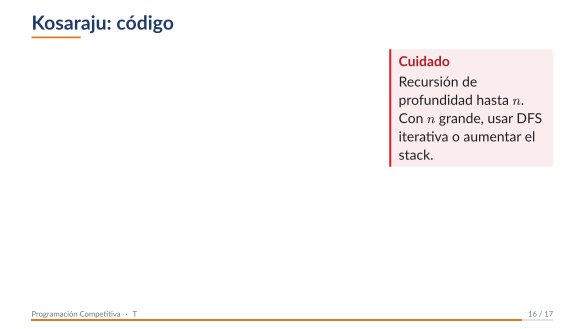 Kosaraju: código
Cuidado
Recursión de
profundidad hasta n.
Con n grande, usar DFS
iterativa o aumentar el
stack.
Programación Competitiva · T
16 / 17